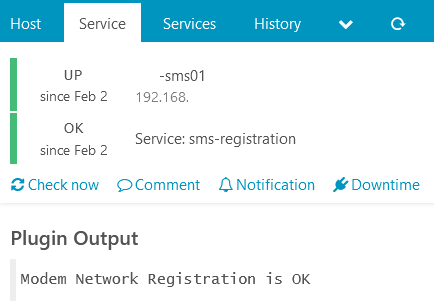 Host Service Services History
UP -sms01
since Feb 2 192.168.
OK
Service: sms-registration
since Feb 2
Check now Comment Notification Downtime
Plugin Output
Modem Network Registration is OK